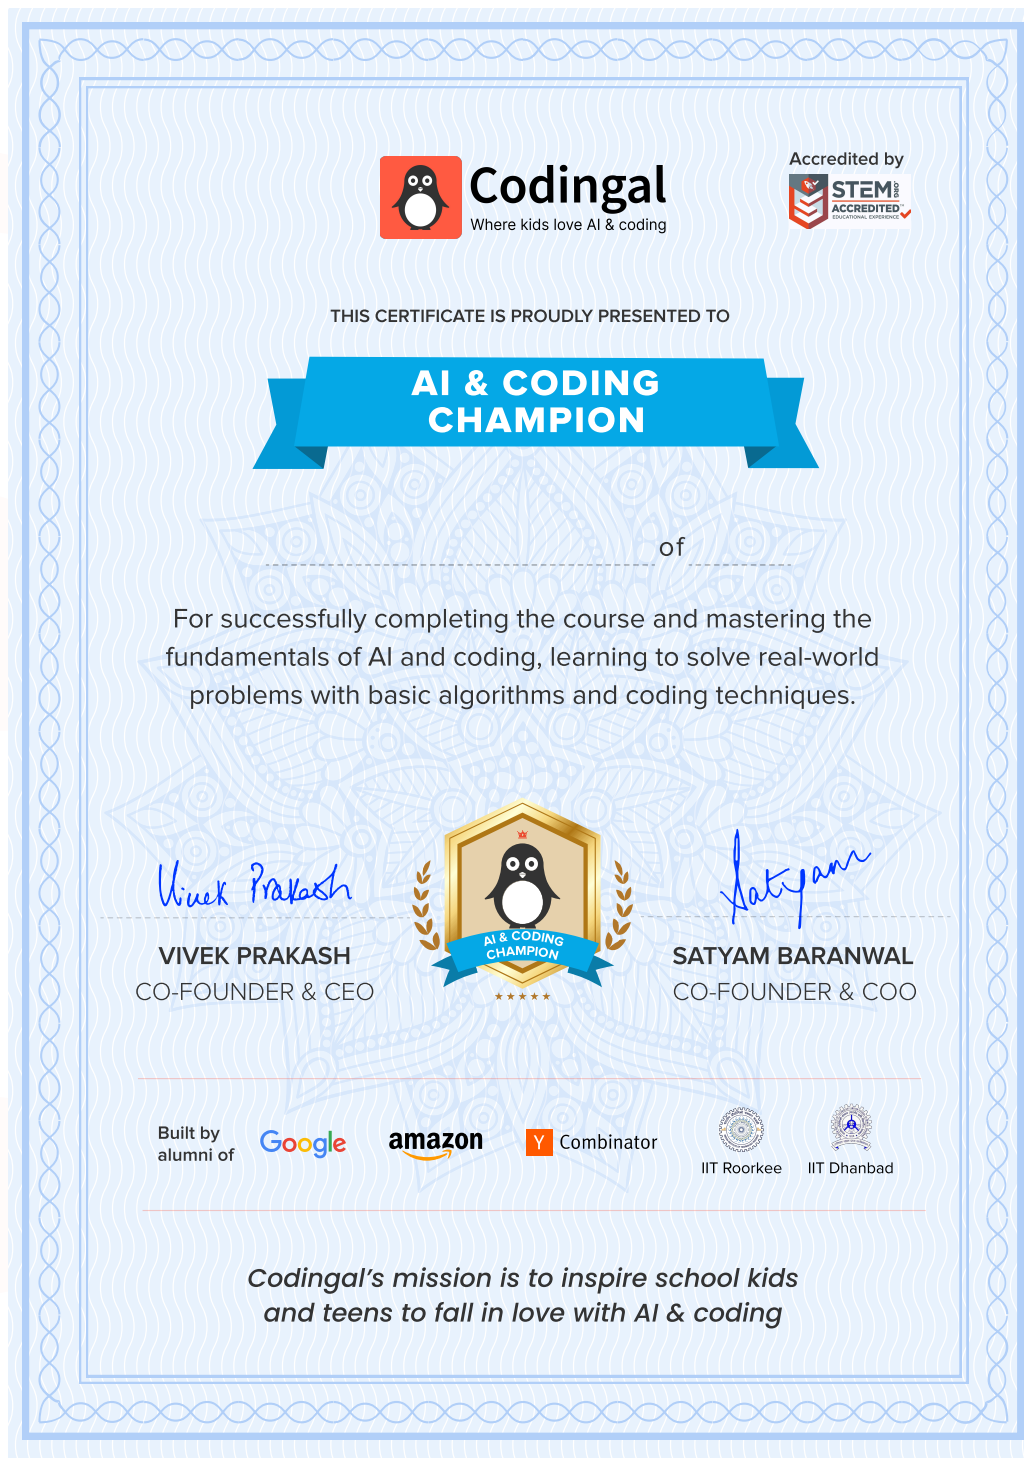 Codingal
Where kids love AI & coding
Accredited by
STEM.ORG
ACCREDITED™
EDUCATIONAL EXPERIENCE
THIS CERTIFICATE IS PROUDLY PRESENTED TO
AI & CODING
CHAMPION
of
For successfully completing the course and mastering the
fundamentals of AI and coding, learning to solve real-world
problems with basic algorithms and coding techniques.
Vivek Prakash
Satyam
AI & CODING
CHAMPION
VIVEK PRAKASH
CO-FOUNDER & CEO
SATYAM BARANWAL
CO-FOUNDER & COO
Built by
alumni of
Google
amazon
Y Combinator
IIT Roorkee
IIT Dhanbad
Codingal's mission is to inspire school kids
and teens to fall in love with AI & coding